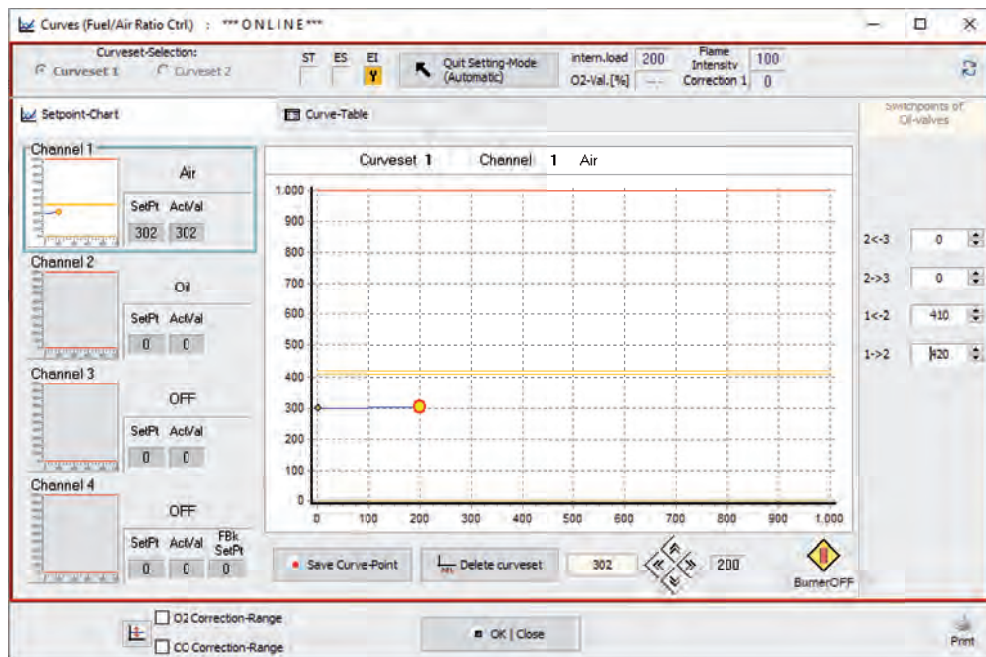 Curves (Fuel/Air Ratio Ctrl) : *** O N L I N E ***
Curveset-Selection:
Curveset 1 Curveset 2
ST ES EI
Y
Quit Setting-Mode
(Automatic)
intern.load 200
O2-Val.[%] ---
Flame
Intensity 100
Correction 1 0
Setpoint-Chart
Curve-Table
Switchpoints of
Oil-valves
Channel 1
Air
SetPt ActVal
302 302
Channel 2
Oil
SetPt ActVal
0 0
Channel 3
OFF
SetPt ActVal
0 0
Channel 4
OFF
SetPt ActVal FBk SetPt
0 0 0
Curveset 1 Channel 1 Air
1.000
900
800
700
600
500
400
300
200
100
0
0 100 200 300 400 500 600 700 800 900 1.000
2<-3 0
2->3 0
1<-2 410
1->2 420
Save Curve-Point
Delete curveset
302
200
BurnerOFF
O2 Correction-Range
CO Correction-Range
OK | Close
Print